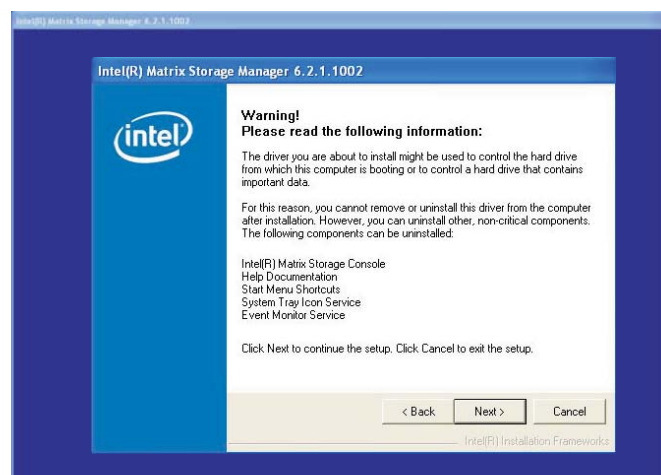 Intel(R) Matrix Storage Manager 6.2.1.1002
Intel(R) Matrix Storage Manager 6.2.1.1002
intel
Warning!
Please read the following information:
The driver you are about to install might be used to control the hard drive
from which this computer is booting or to control a hard drive that contains
important data.
For this reason, you cannot remove or uninstall this driver from the computer
after installation. However, you can uninstall other, non-critical components.
The following components can be uninstalled:
Intel(R) Matrix Storage Console
Help Documentation
Start Menu Shortcuts
System Tray Icon Service
Event Monitor Service
Click Next to continue the setup. Click Cancel to exit the setup.
< Back Next > Cancel
Intel(R) Installation Frameworks